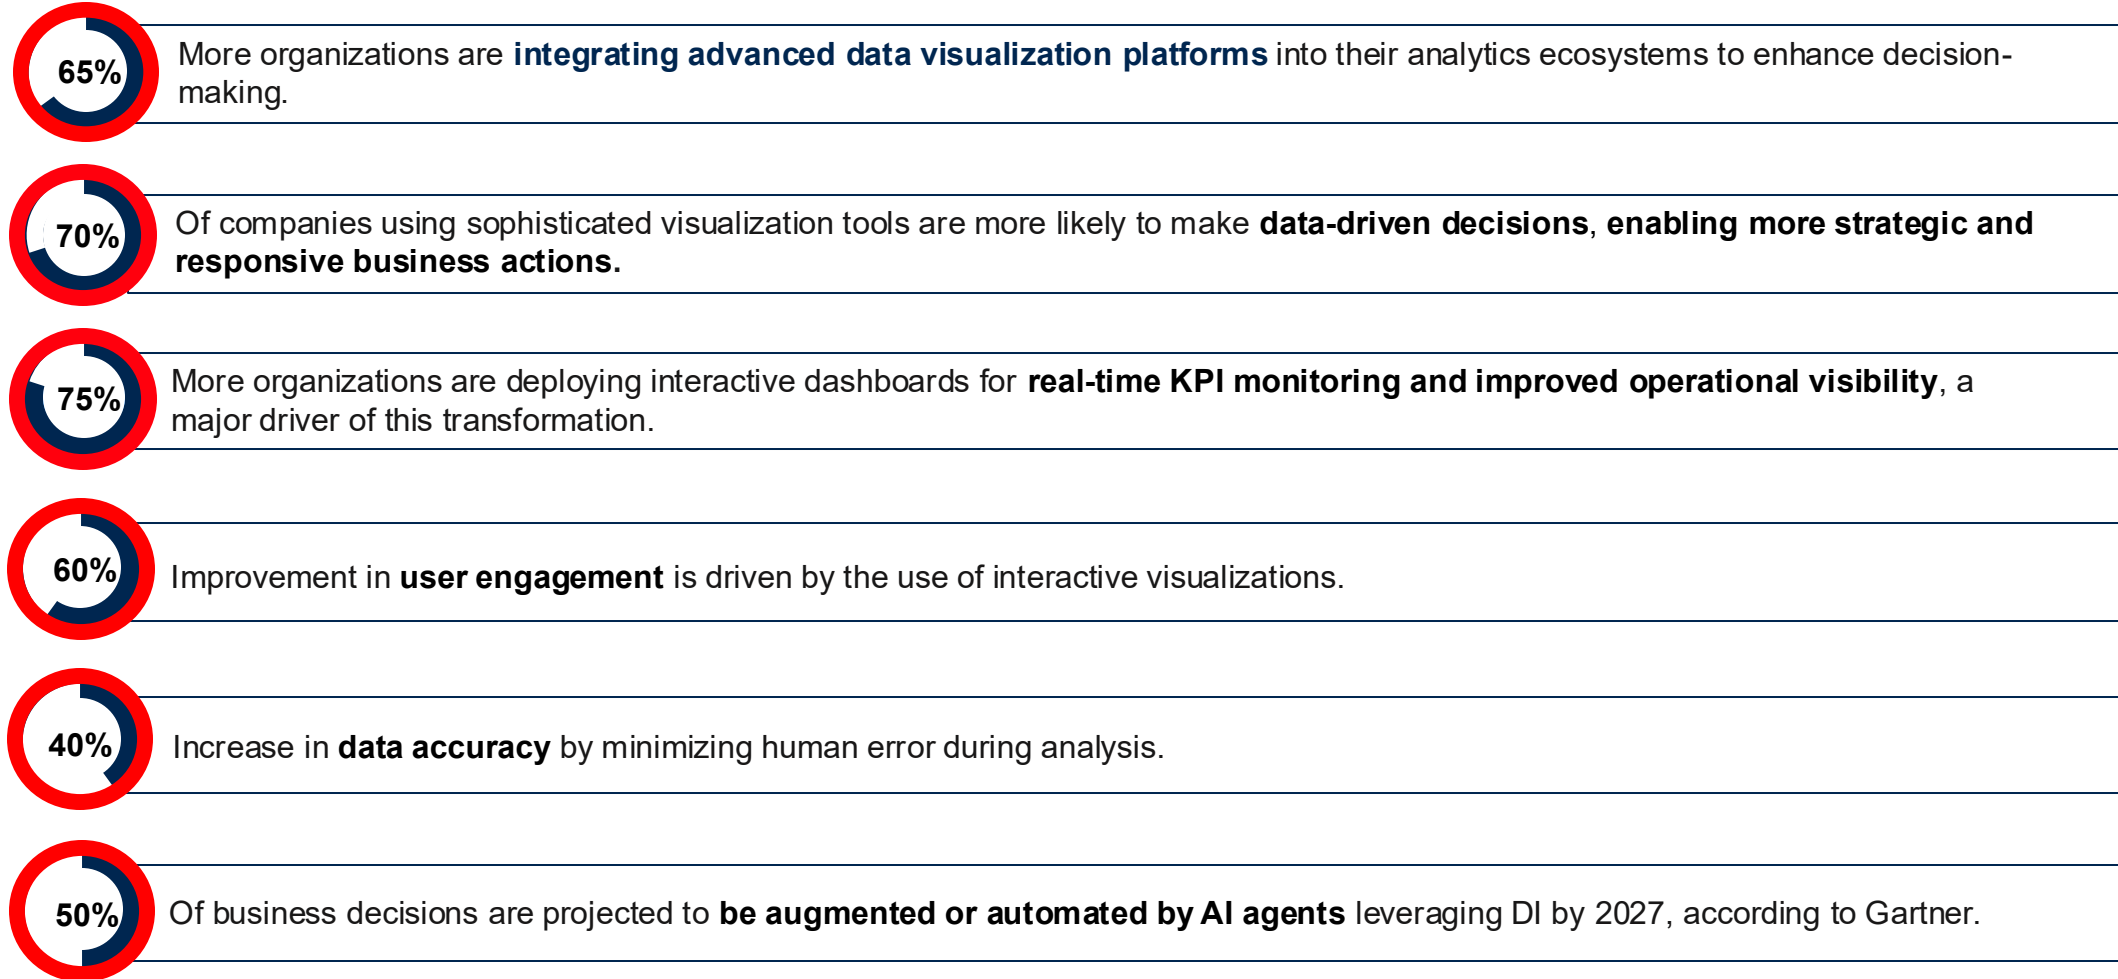 65%
More organizations are integrating advanced data visualization platforms into their analytics ecosystems to enhance decision-
making.
70%
Of companies using sophisticated visualization tools are more likely to make data-driven decisions, enabling more strategic and
responsive business actions.
75%
More organizations are deploying interactive dashboards for real-time KPI monitoring and improved operational visibility, a
major driver of this transformation.
60%
Improvement in user engagement is driven by the use of interactive visualizations.
40%
Increase in data accuracy by minimizing human error during analysis.
50%
Of business decisions are projected to be augmented or automated by AI agents leveraging DI by 2027, according to Gartner.